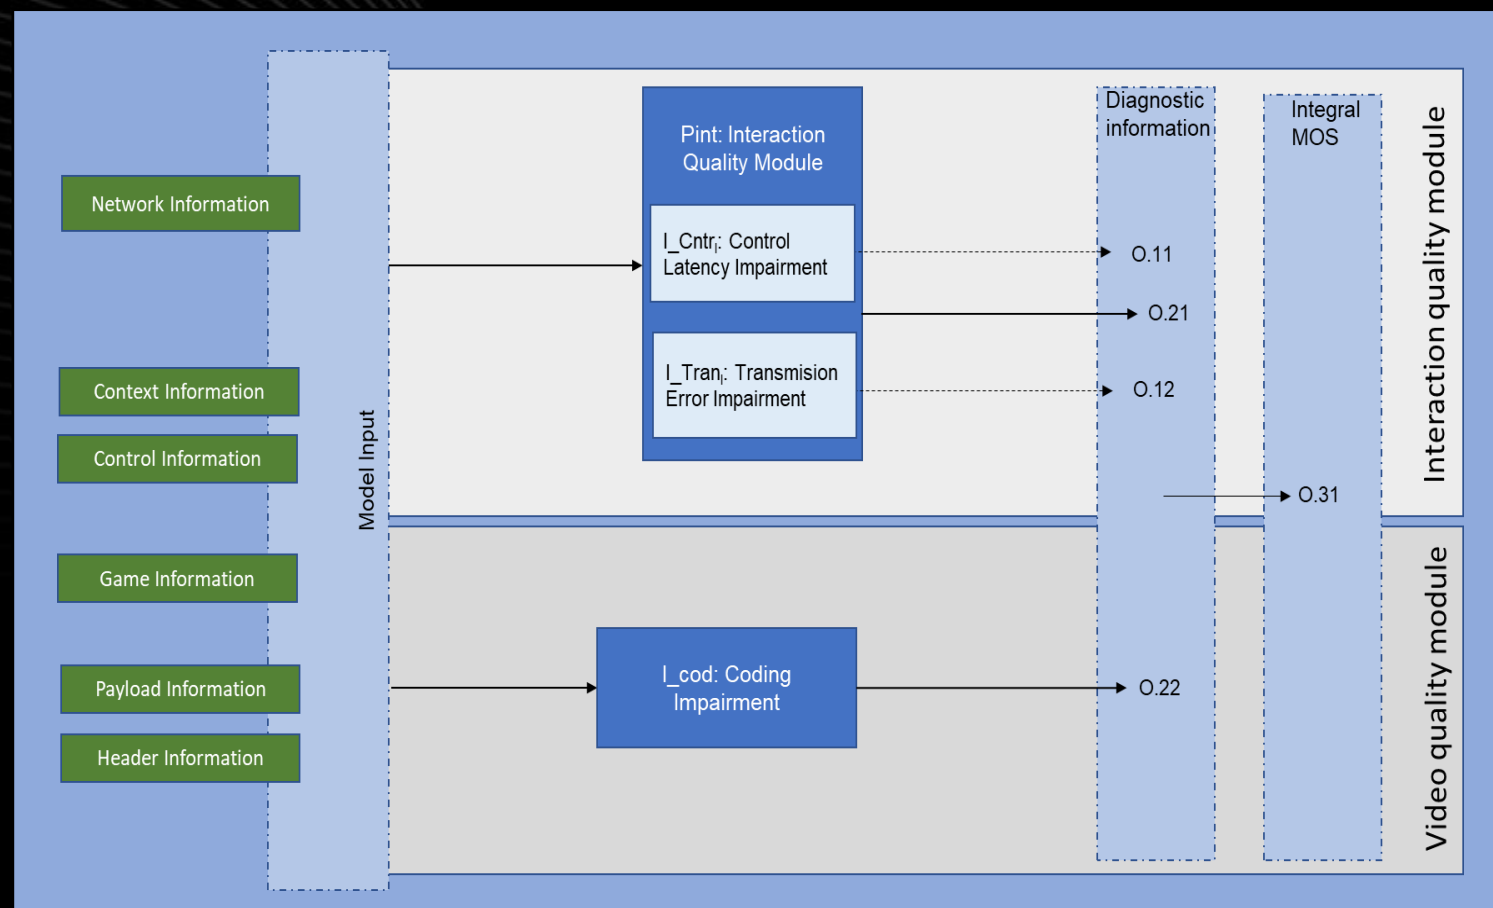 Network Information
Context Information
Control Information
Game Information
Payload Information
Header Information
Model Input
Pint: Interaction
Quality Module
I_Cntrᵢ: Control
Latency Impairment
I_Tranᵢ: Transmision
Error Impairment
I_cod: Coding
Impairment
Diagnostic
information
O.11
O.21
O.12
O.22
Integral
MOS
O.31
Interaction quality module
Video quality module